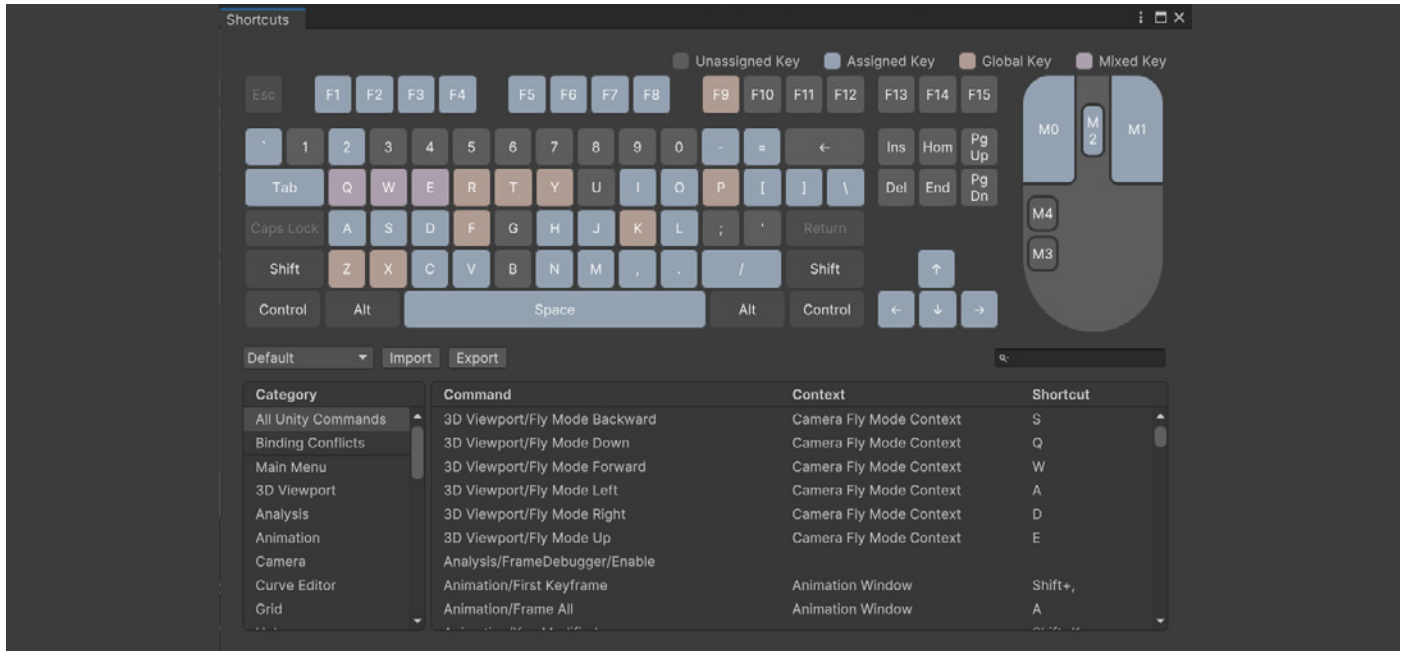 Shortcuts
Unassigned Key Assigned Key Global Key Mixed Key
Esc F1 F2 F3 F4 F5 F6 F7 F8 F9 F10 F11 F12 F13 F14 F15
` 1 2 3 4 5 6 7 8 9 0 - = ← Ins Home Pg Up
Tab Q W E R T Y U I O P [ ] \ Del End Pg Dn
Caps Lock A S D F G H J K L ; ' Return
Shift Z X C V B N M , . / Shift ↑
Control Alt Space Alt Control ← ↓ →
M0 M2 M1
M4
M3
Default Import Export
Category Command Context Shortcut
All Unity Commands 3D Viewport/Fly Mode Backward Camera Fly Mode Context S
Binding Conflicts 3D Viewport/Fly Mode Down Camera Fly Mode Context Q
Main Menu 3D Viewport/Fly Mode Forward Camera Fly Mode Context W
3D Viewport 3D Viewport/Fly Mode Left Camera Fly Mode Context A
Analysis 3D Viewport/Fly Mode Right Camera Fly Mode Context D
Animation 3D Viewport/Fly Mode Up Camera Fly Mode Context E
Camera Analysis/FrameDebugger/Enable
Curve Editor Animation/First Keyframe Animation Window Shift+,
Grid Animation/Frame All Animation Window A